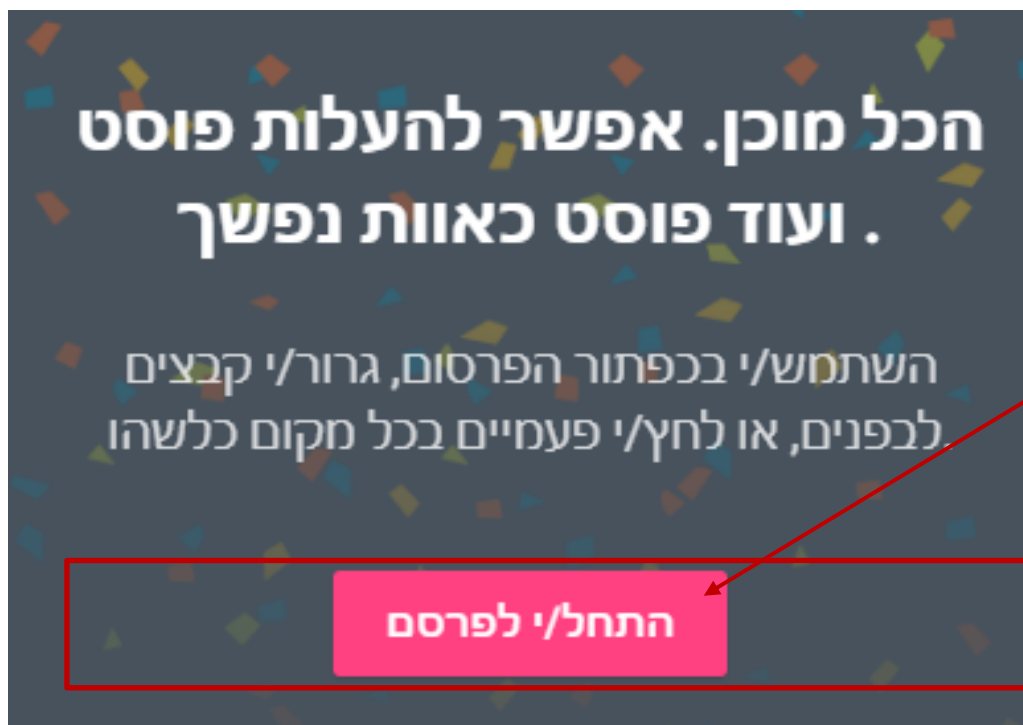 הכל מוכן. אפשר להעלות פוסט
ועוד פוסט כאוות נפשך .
השתמש/י בכפתור הפרסום, גרור/י קבצים
לבפנים, או לחץ/י פעמיים בכל מקום כלשהו.
התחל/י לפרסם